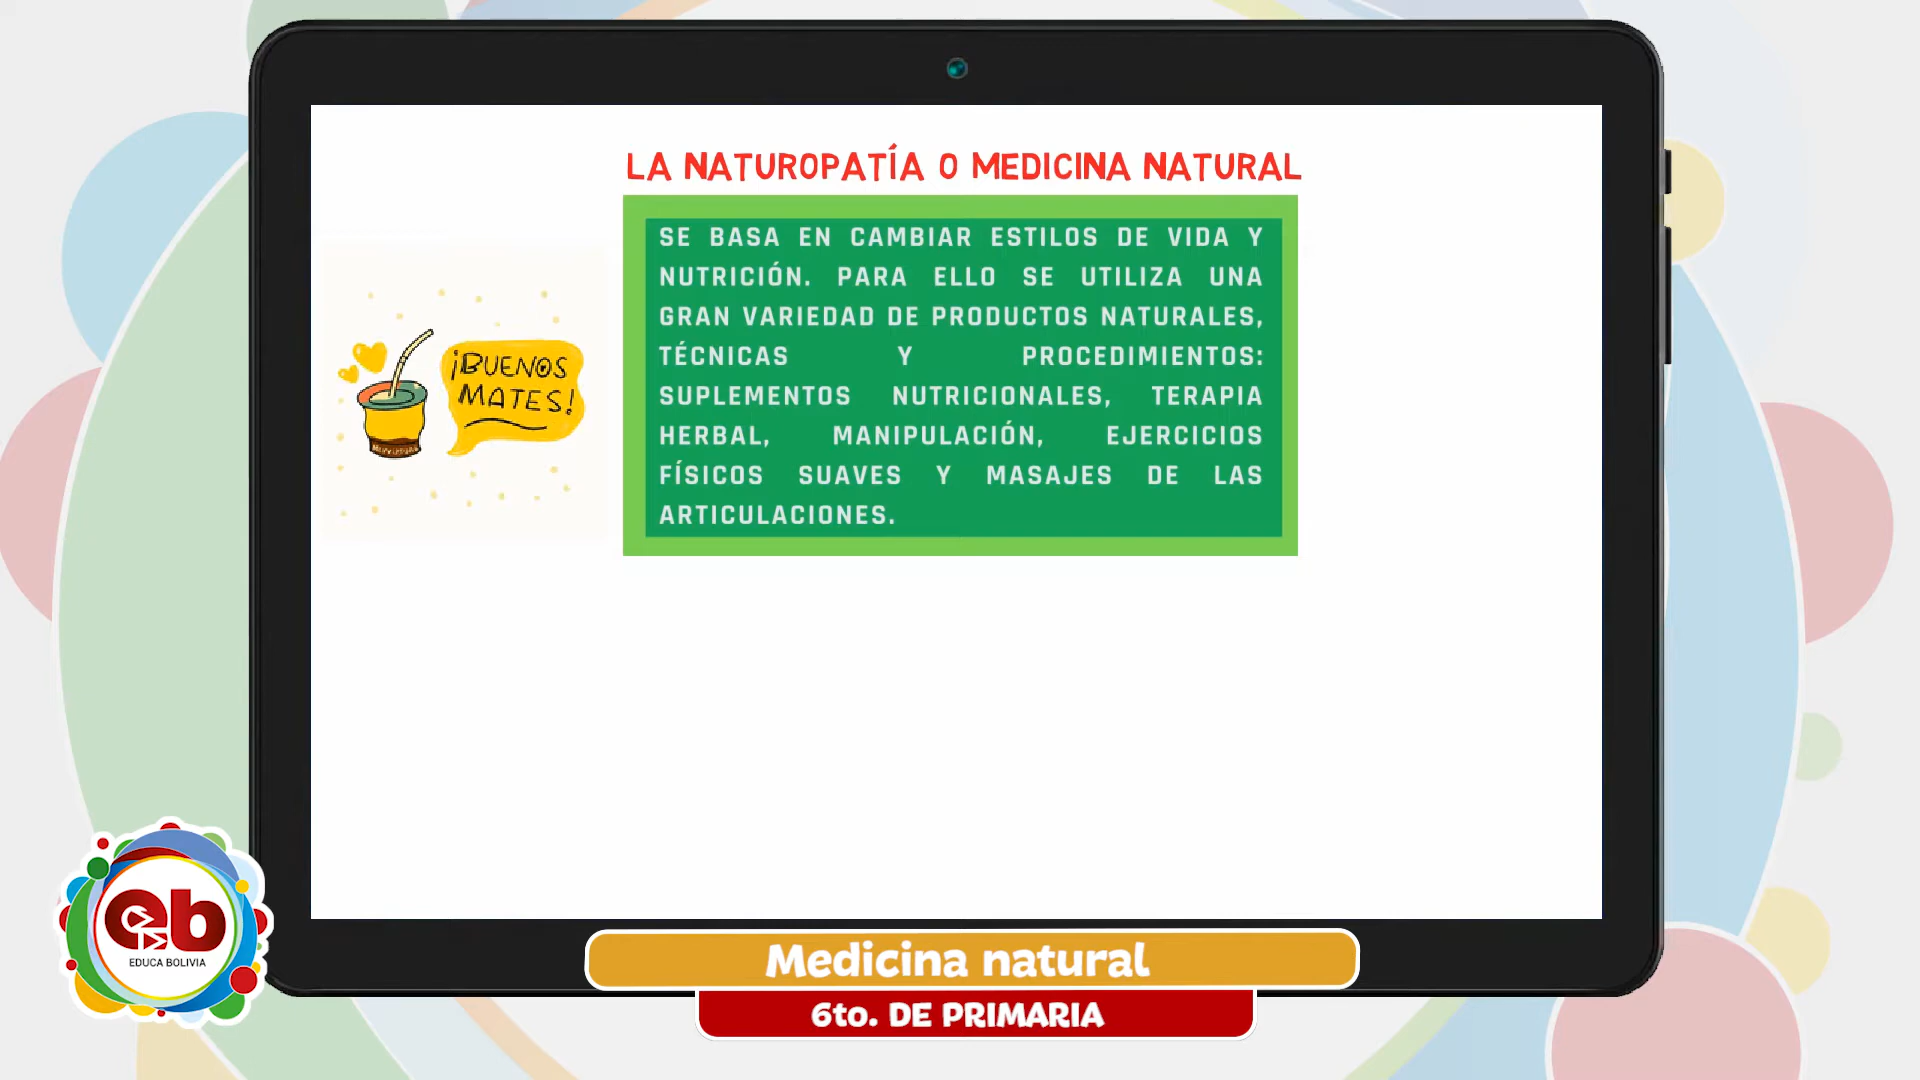 LA NATUROPATÍA O MEDICINA NATURAL
SE BASA EN CAMBIAR ESTILOS DE VIDA Y
NUTRICIÓN. PARA ELLO SE UTILIZA UNA
GRAN VARIEDAD DE PRODUCTOS NATURALES,
TÉCNICAS Y PROCEDIMIENTOS:
SUPLEMENTOS NUTRICIONALES, TERAPIA
HERBAL, MANIPULACIÓN, EJERCICIOS
FÍSICOS SUAVES Y MASAJES DE LAS
ARTICULACIONES.
¡BUENOS
MATES!
eb
EDUCA BOLIVIA
Medicina natural
6to. DE PRIMARIA